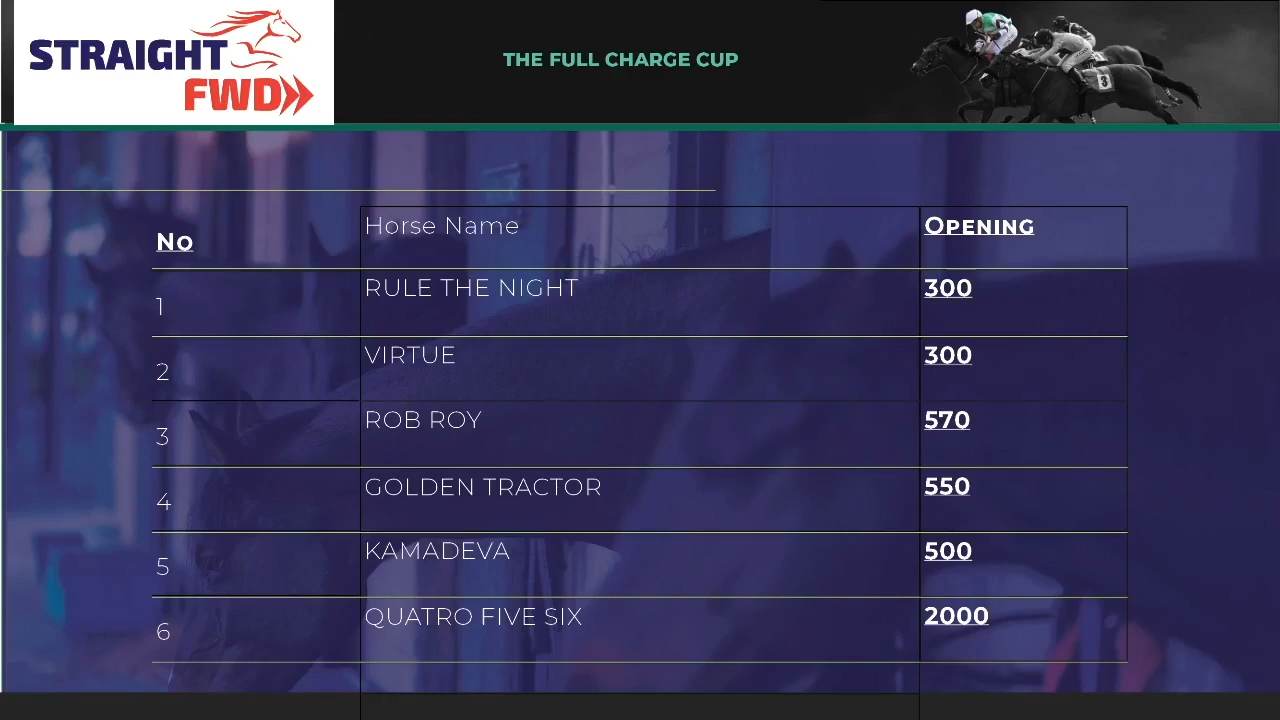 STRAIGHT
FWD
THE FULL CHARGE CUP
3
No Horse Name OPENING
1 RULE THE NIGHT 300
2 VIRTUE 300
3 ROB ROY 570
4 GOLDEN TRACTOR 550
5 KAMADEVA 500
6 QUATRO FIVE SIX 2000